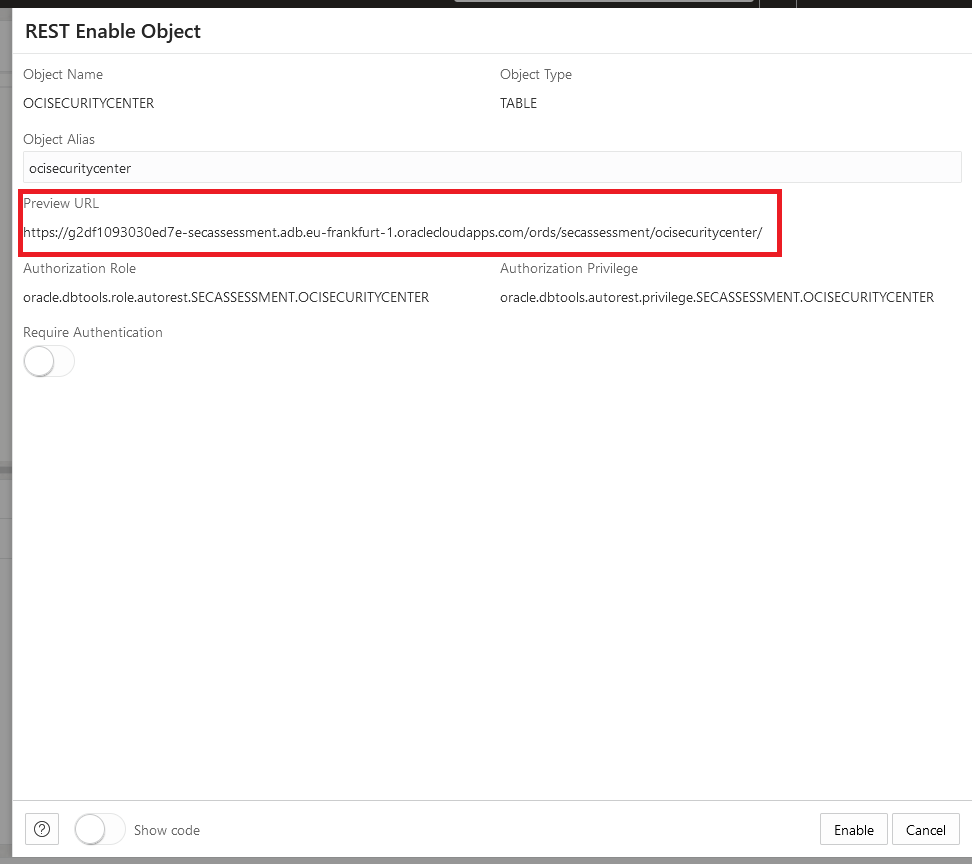 REST Enable Object
Object Name
Object Type
OCISECURITYCENTER
TABLE
Object Alias
ocisecuritycenter
Preview URL
https://g2df1093030ed7e-secassessment.adb.eu-frankfurt-1.oraclecloudapps.com/ords/secassessment/ocisecuritycenter/
Authorization Role
Authorization Privilege
oracle.dbtools.role.autorest.SECASSESSMENT.OCISECURITYCENTER
oracle.dbtools.autorest.privilege.SECASSESSMENT.OCISECURITYCENTER
Require Authentication
Show code
Enable
Cancel